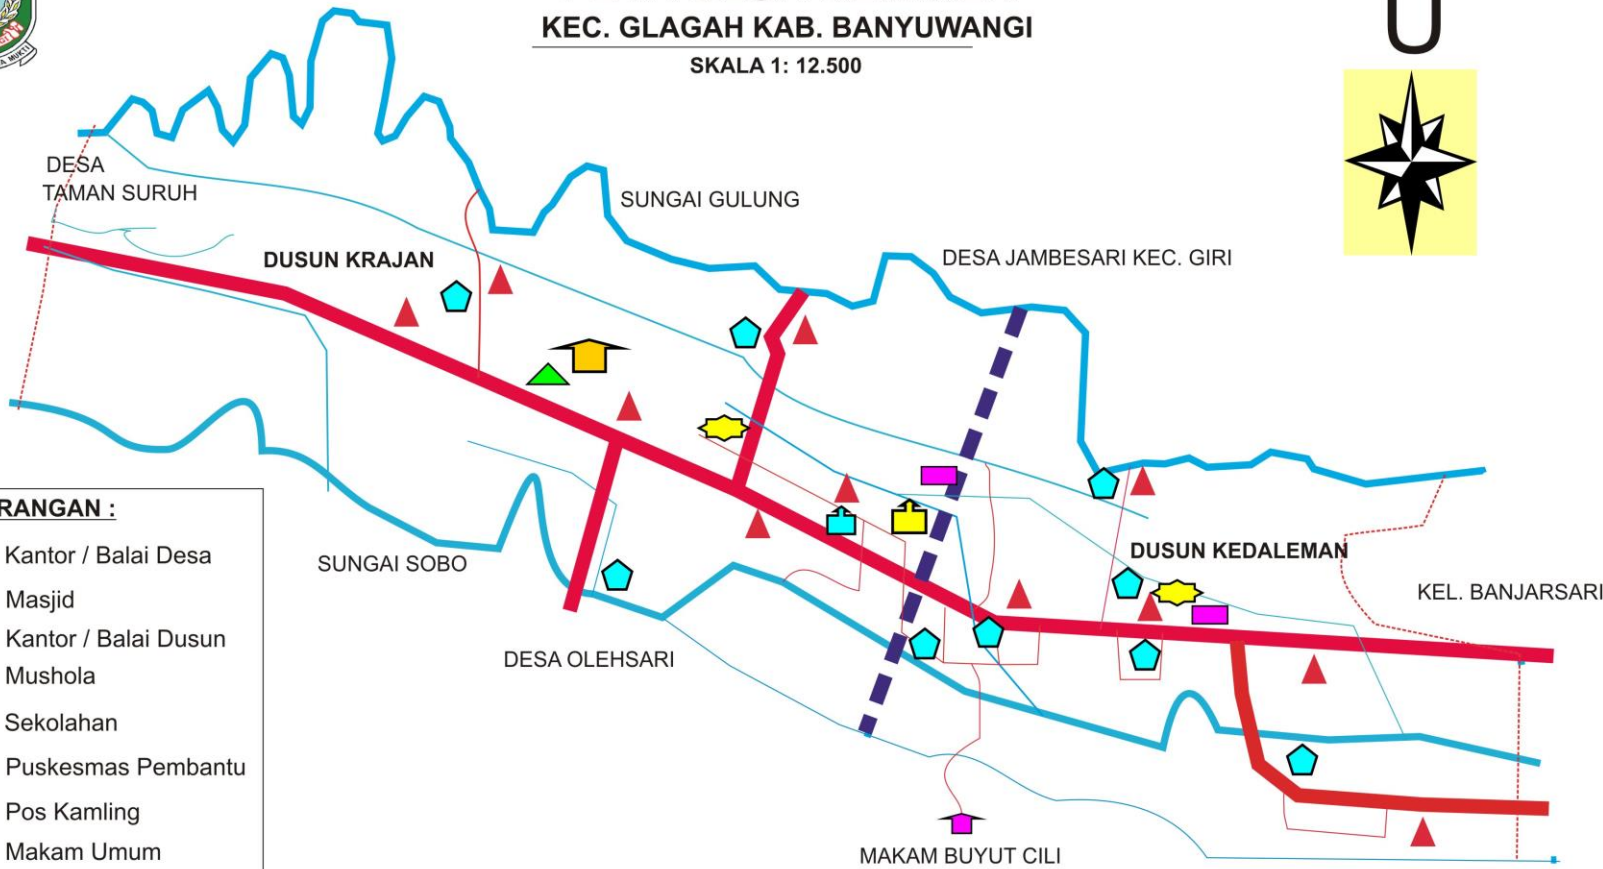 KEC. GLAGAH KAB. BANYUWANGI
SKALA 1: 12.500
U
DESA
TAMAN SURUH
SUNGAI GULUNG
DUSUN KRAJAN
DESA JAMBESARI KEC. GIRI
RANGAN :
Kantor / Balai Desa
Masjid
Kantor / Balai Dusun
Mushola
Sekolahan
Puskesmas Pembantu
Pos Kamling
Makam Umum
SUNGAI SOBO
DESA OLEHSARI
DUSUN KEDALEMAN
KEL. BANJARSARI
MAKAM BUYUT CILI